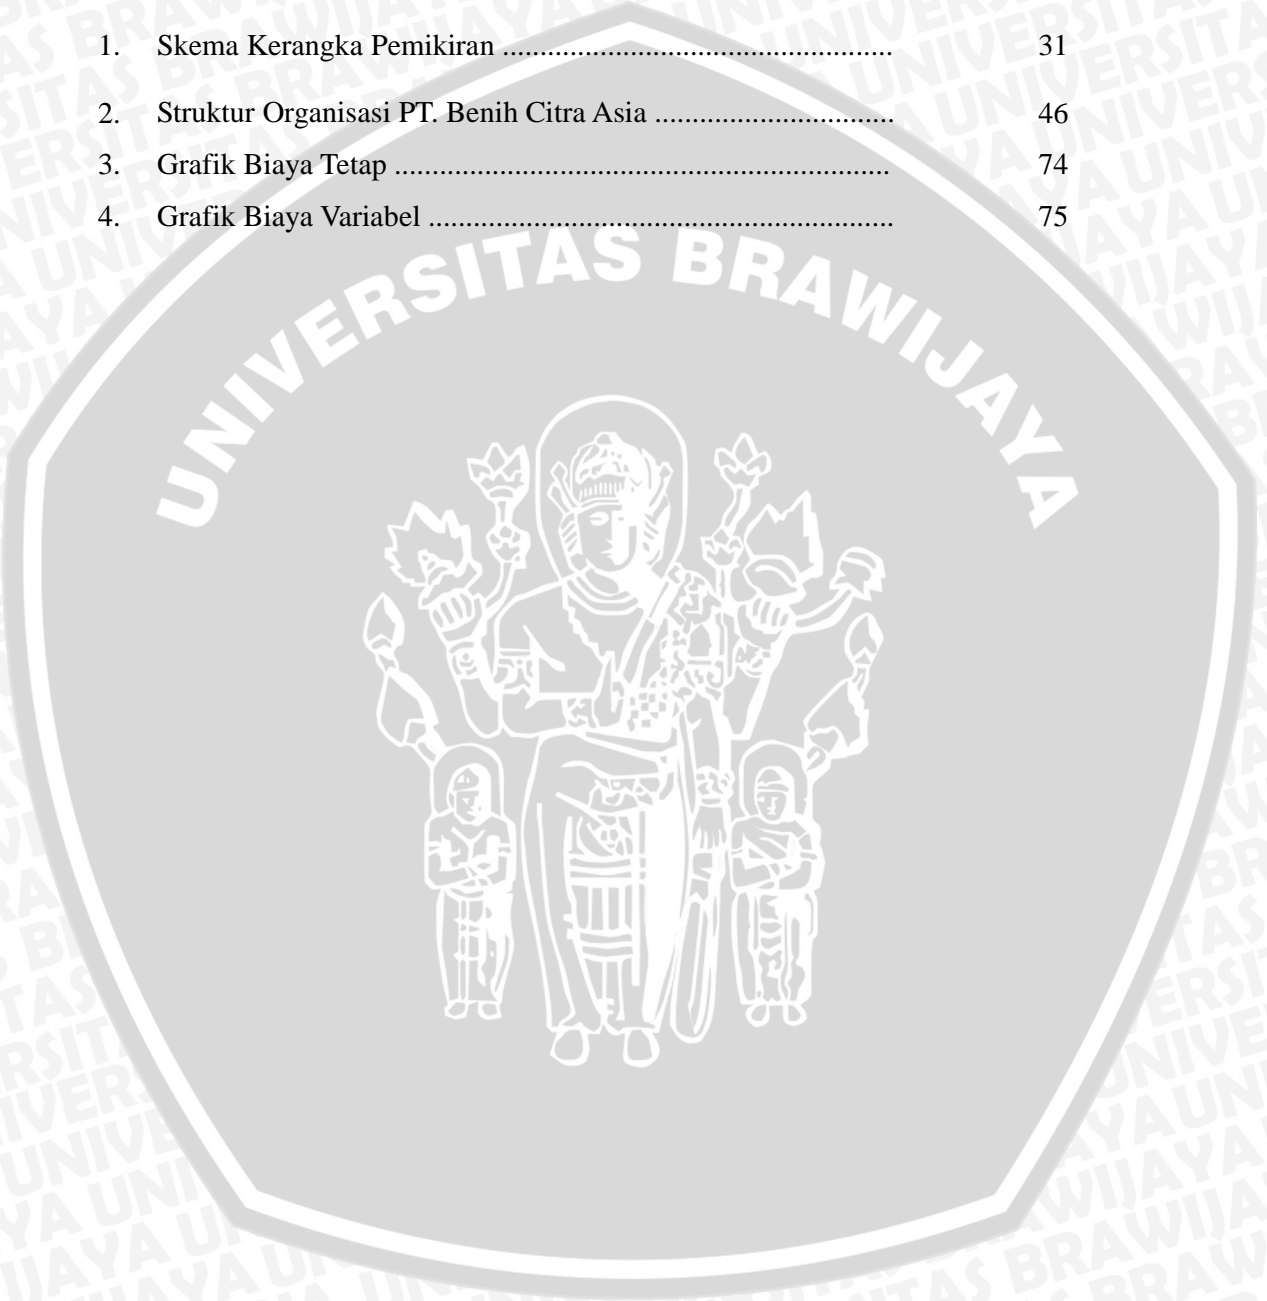 1. Skema Kerangka Pemikiran .................................................... 31
2. Struktur Organisasi PT. Benih Citra Asia ................................ 46
3. Grafik Biaya Tetap .................................................................. 74
4. Grafik Biaya Variabel .............................................................. 75
UNIVERSITAS BRAWIJAYA